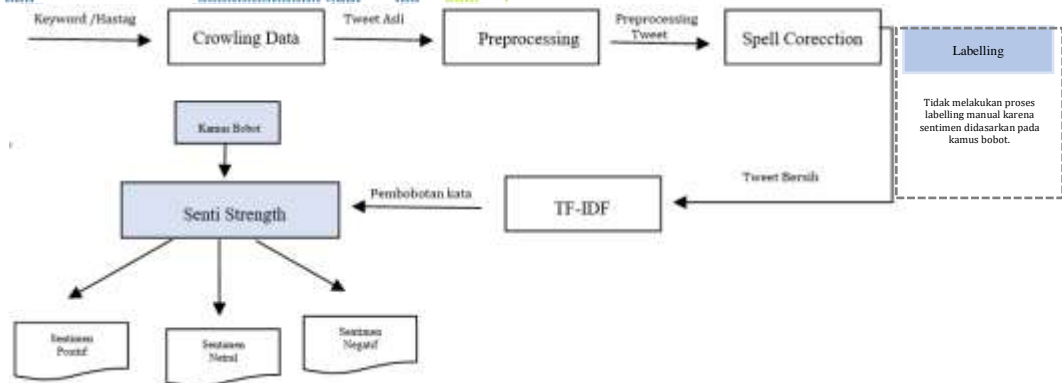 Keyword /Hastag
Crowling Data
Tweet Asli
Preprocessing
Preprocessing
Tweet
Spell Corecction
Labelling
Tidak melakukan proses
labelling manual karena
sentimen didasarkan pada
kamus bobot.
Kamus Bobot
Senti Strength
Pembobotan kata
TF-IDF
Tweet Bersih
Sentimen
Positif
Sentimen
Netral
Sentimen
Negatif